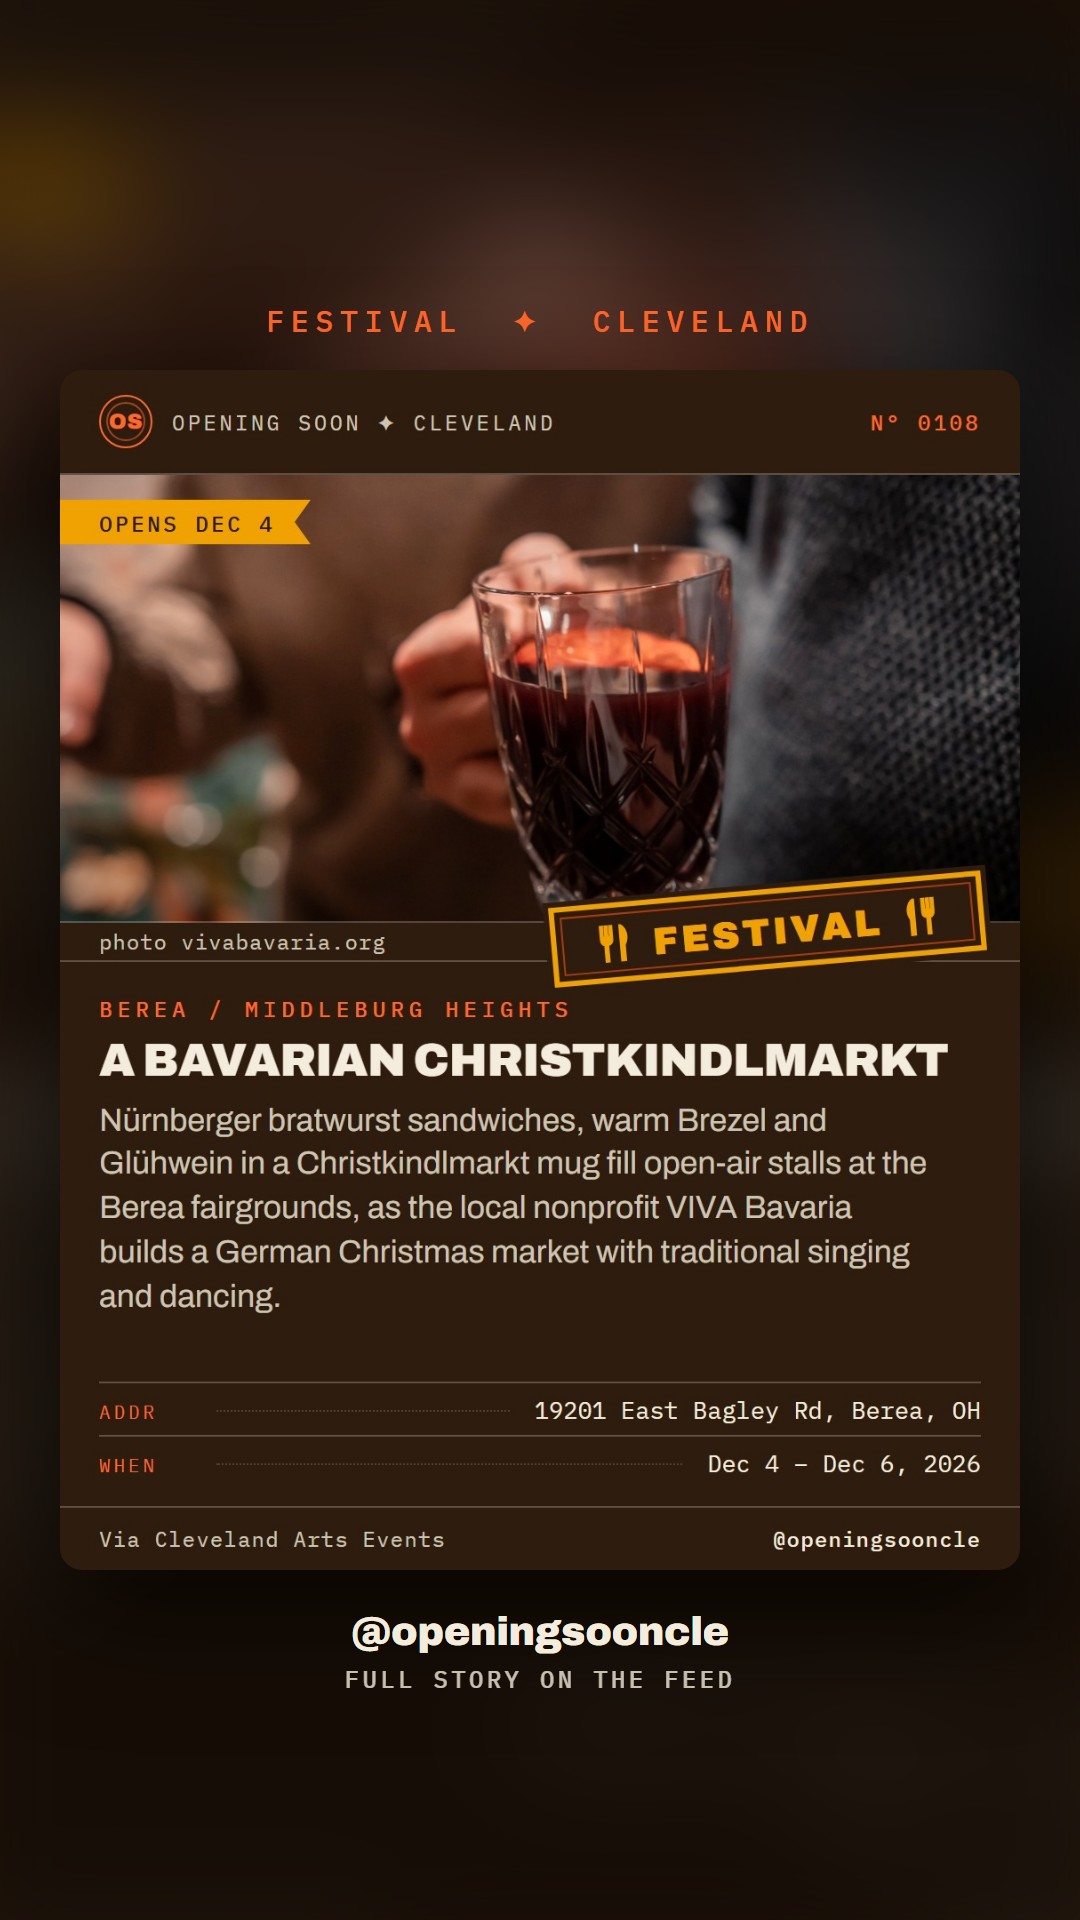 FESTIVAL ✦ CLEVELAND
OS OPENING SOON ✦ CLEVELAND N° 0108
OPENS DEC 4
FESTIVAL
photo vivabavaria.org
BEREA / MIDDLEBURG HEIGHTS
A BAVARIAN CHRISTKINDLMARKT
Nürnberger bratwurst sandwiches, warm Brezel and
Glühwein in a Christkindlmarkt mug fill open-air stalls at the
Berea fairgrounds, as the local nonprofit VIVA Bavaria
builds a German Christmas market with traditional singing
and dancing.
ADDR 19201 East Bagley Rd, Berea, OH
WHEN Dec 4 – Dec 6, 2026
Via Cleveland Arts Events @openingsooncle
@openingsooncle
FULL STORY ON THE FEED